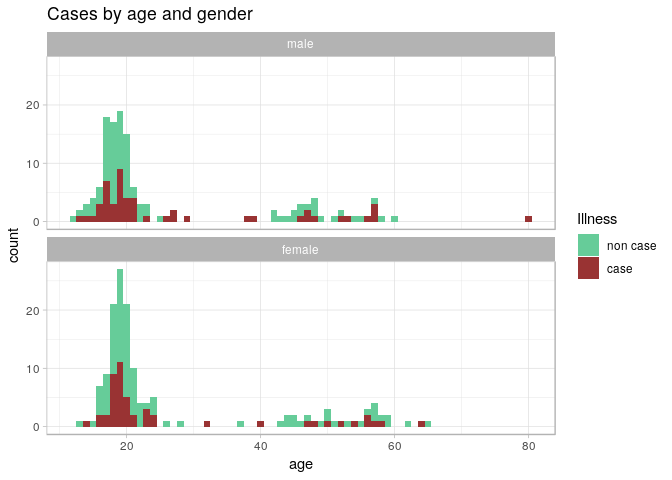 Cases by age and gender
male
20
10
0
female
20
10
0
20 40 60 80
age
count
Illness
non case
case